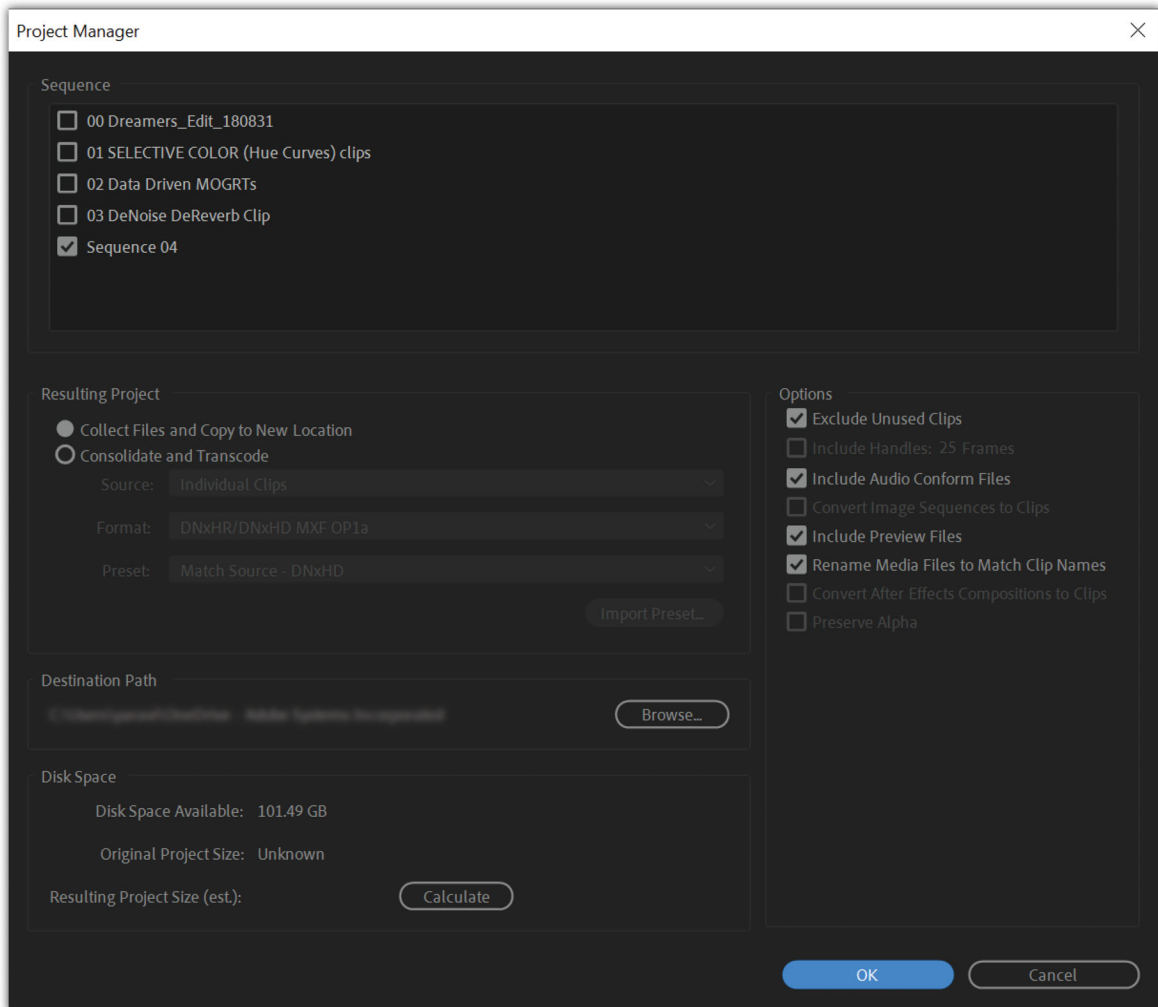 Project Manager
Sequence
00 Dreamers_Edit_180831
01 SELECTIVE COLOR (Hue Curves) clips
02 Data Driven MOGRTs
03 DeNoise DeReverb Clip
Sequence 04
Resulting Project
Collect Files and Copy to New Location
Consolidate and Transcode
Source: Individual Clips
Format: DNxHR/DNxHD MXF OP1a
Preset: Match Source - DNxHD
Import Preset...
Options
Exclude Unused Clips
Include Handles: 25 Frames
Include Audio Conform Files
Convert Image Sequences to Clips
Include Preview Files
Rename Media Files to Match Clip Names
Convert After Effects Compositions to Clips
Preserve Alpha
Destination Path
Browse...
Disk Space
Disk Space Available: 101.49 GB
Original Project Size: Unknown
Resulting Project Size (est.): Calculate
OK Cancel